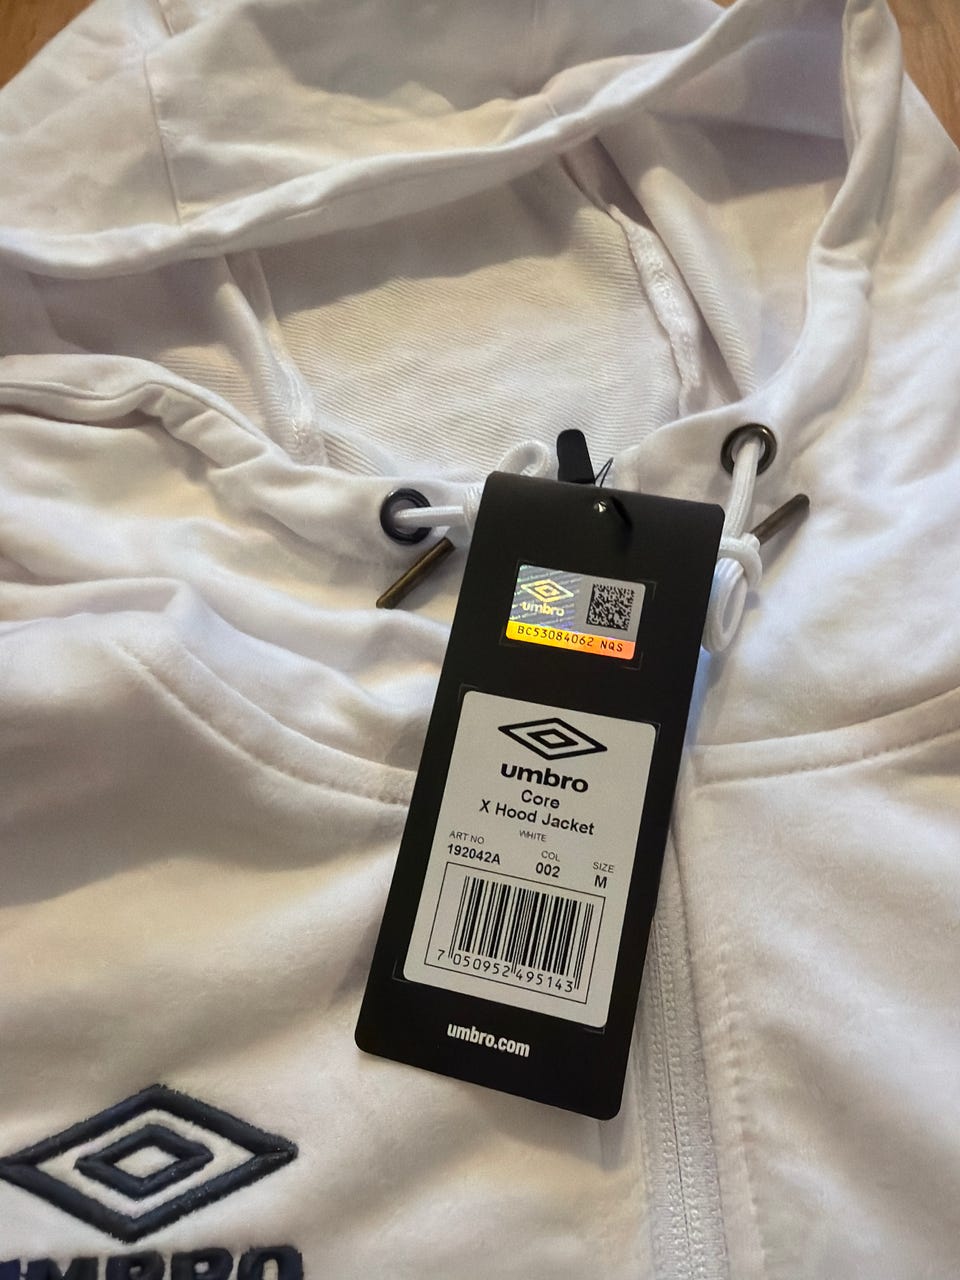 umbro
BC53084062 NQS
umbro
Core
X Hood Jacket
WHITE
ART NO COL SIZE
192042A 002 M
7 050952 495143
umbro.com
UMBRO